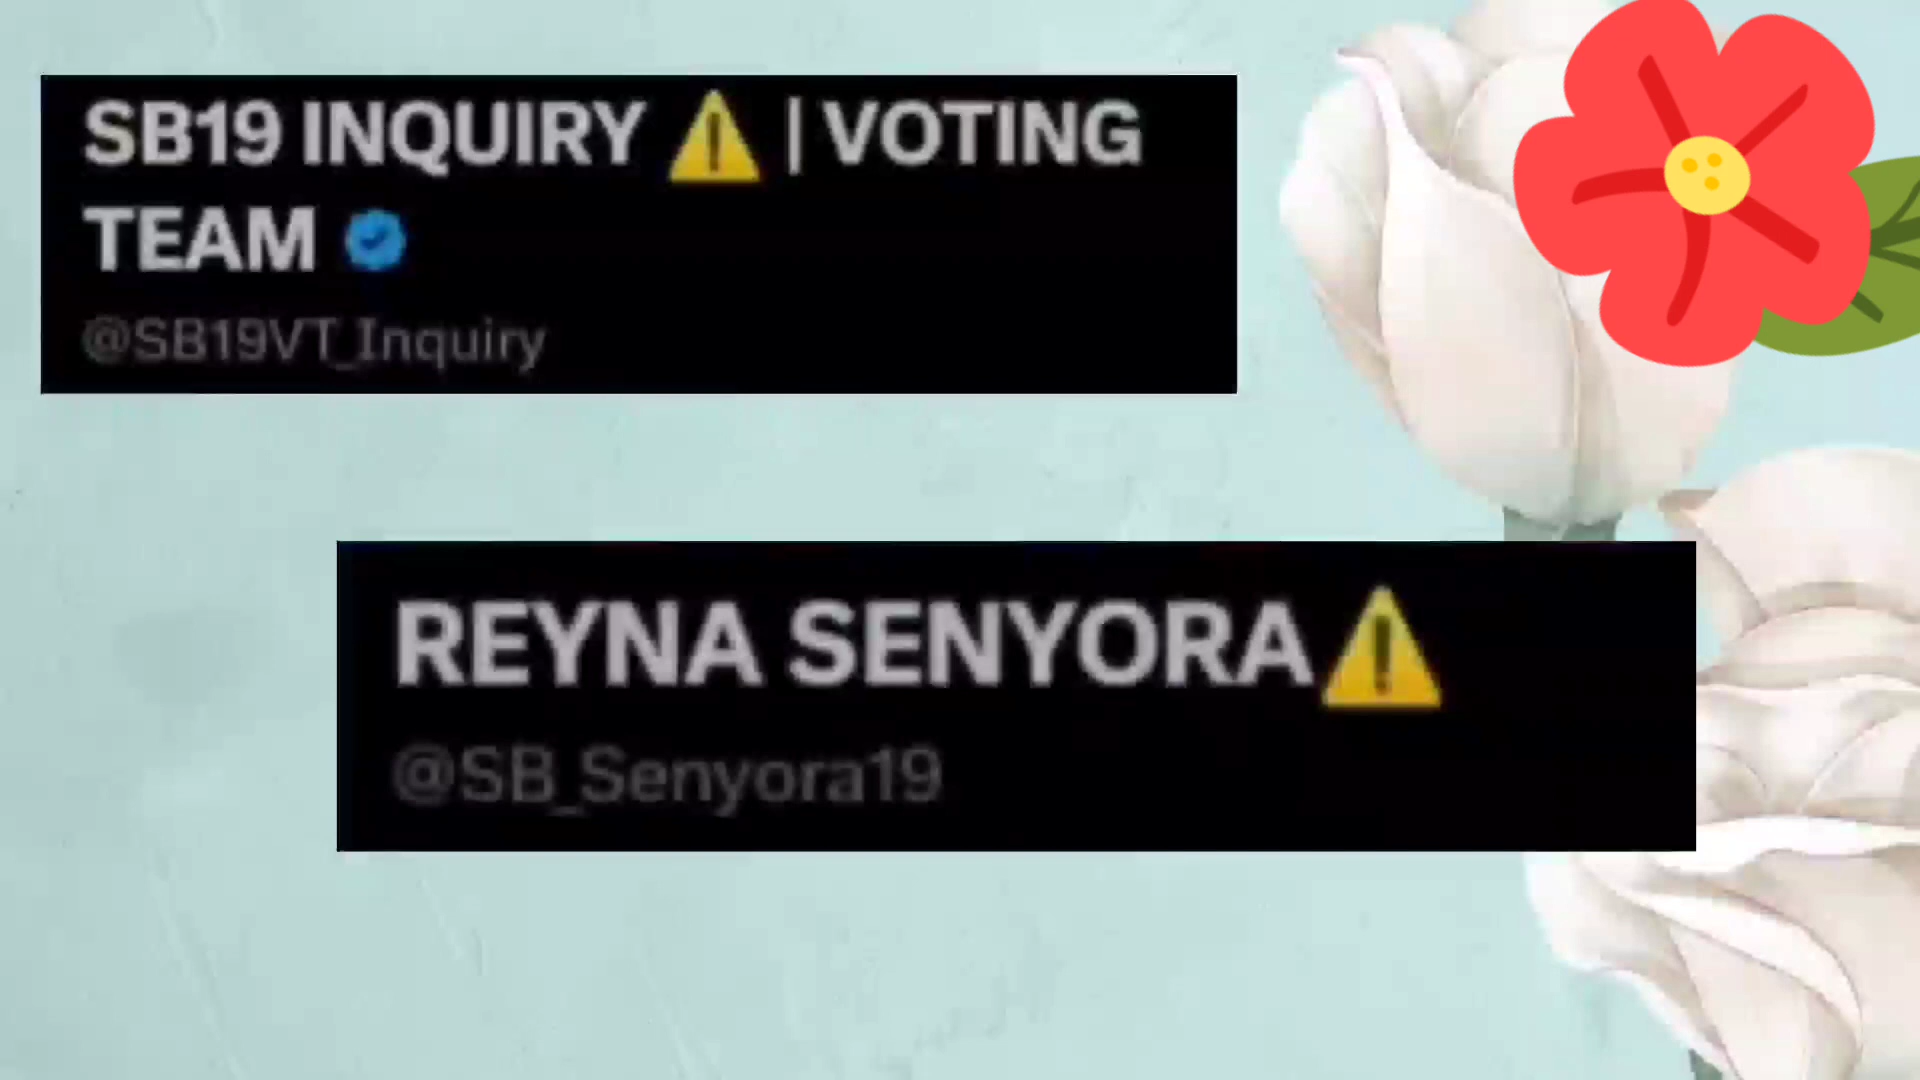 SB19 INQUIRY ⚠️ | VOTING
TEAM
@SB19VT_Inquiry
REYNA SENYORA⚠️
@SB_Senyora19